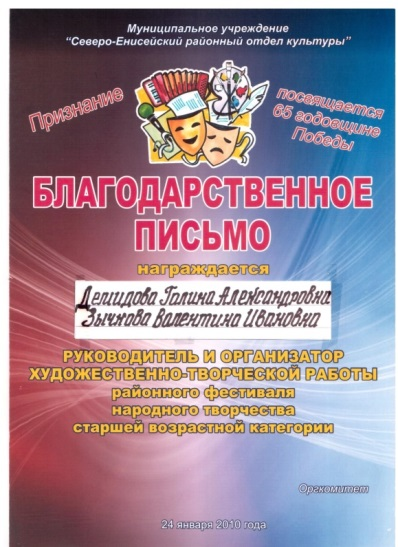 Муниципальное учреждение
“Северо-Енисейский районный отдел культуры”
Признание
посвящается
65 годовщине
Победы
БЛАГОДАРСТВЕННОЕ
ПИСЬМО
награждается
Демидова Галина Александровна
Зычкова Валентина Ивановна
РУКОВОДИТЕЛЬ И ОРГАНИЗАТОР
ХУДОЖЕСТВЕННО-ТВОРЧЕСКОЙ РАБОТЫ
районного фестиваля
народного творчества
старшей возрастной категории
Оргкомитет
24 января 2010 года